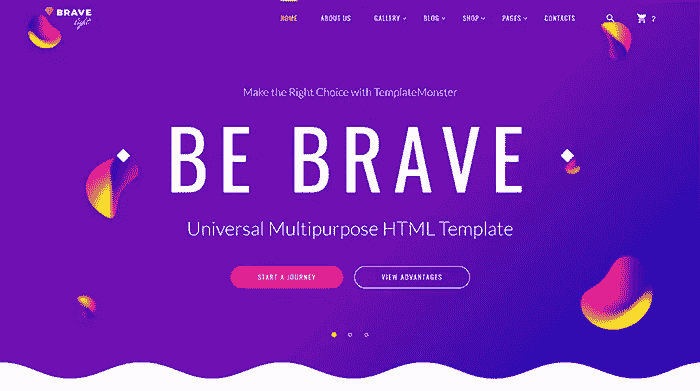 BRAVE
light
HOME
ABOUT US
GALLERY
BLOG
SHOP
PAGES
CONTACTS
Make the Right Choice with TemplateMonster
BE BRAVE
Universal Multipurpose HTML Template
START A JOURNEY
VIEW ADVANTAGES